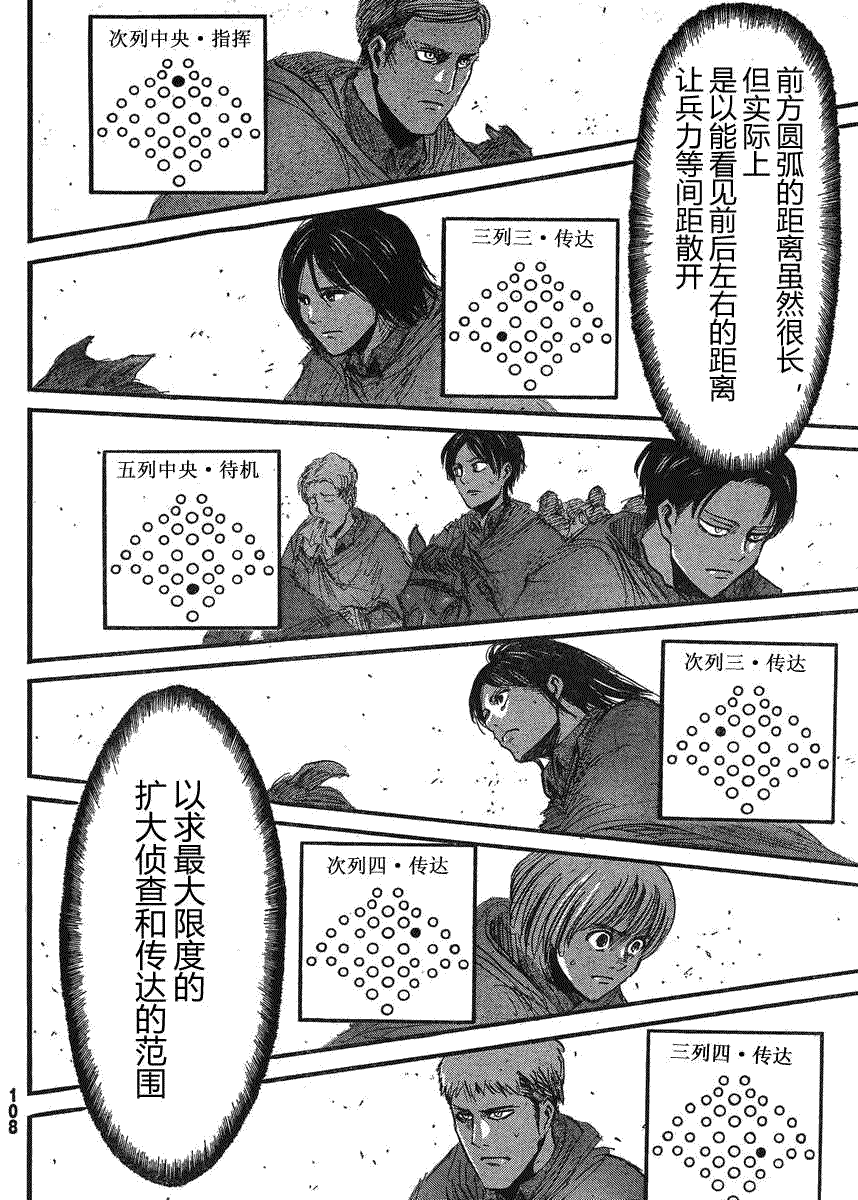 前方圆弧的距离虽然很长，
但实际上
是以能看见前后左右的距离
让兵力等间距散开
次列中央·指挥
三列三·传达
五列中央·待机
次列三·传达
以求最大限度的
扩大侦查和传达的范围
次列四·传达
三列四·传达
108